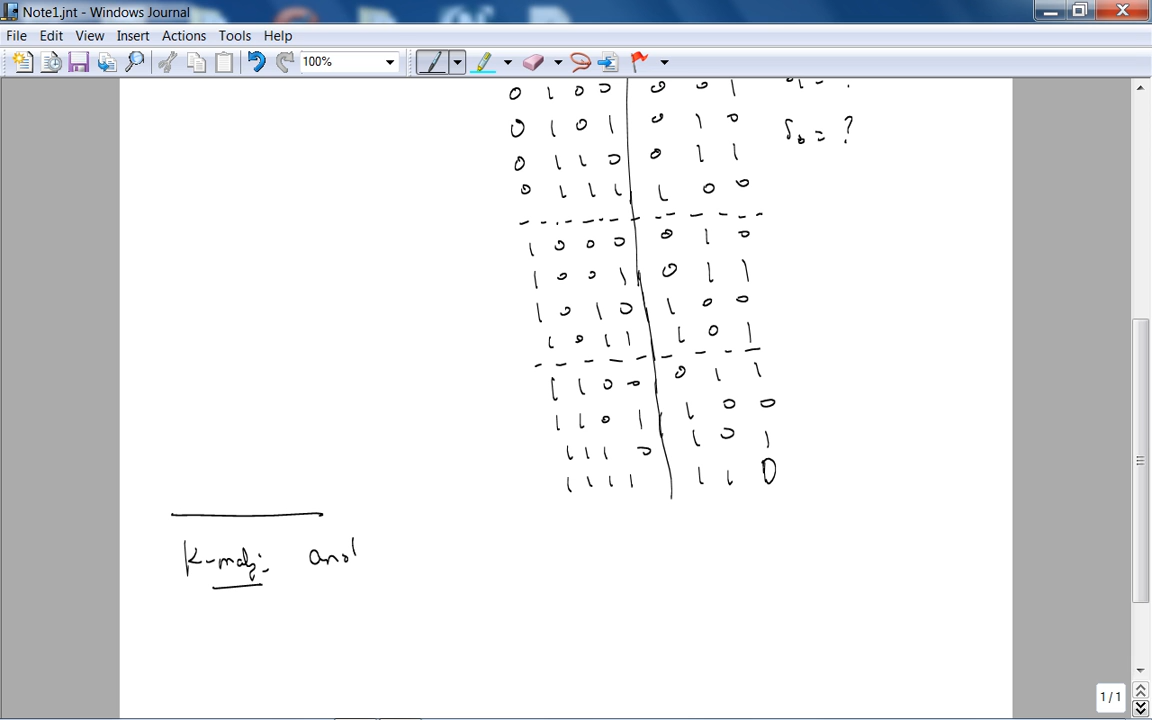 Note1.jnt - Windows Journal
File Edit View Insert Actions Tools Help
100%
0 1 0 0 0 0 1
0 1 0 1 0 1 0
S₀ = ?
0 1 1 0 0 1 1
0 1 1 1 1 0 0
1 0 0 0 0 1 0
1 0 0 1 0 1 1
1 0 1 0 1 0 0
1 0 1 1 1 0 1
1 1 0 0 0 1 1
1 1 0 1 1 0 0
1 1 1 0 1 0 1
1 1 1 1 1 1 0
K-map:
1 / 1